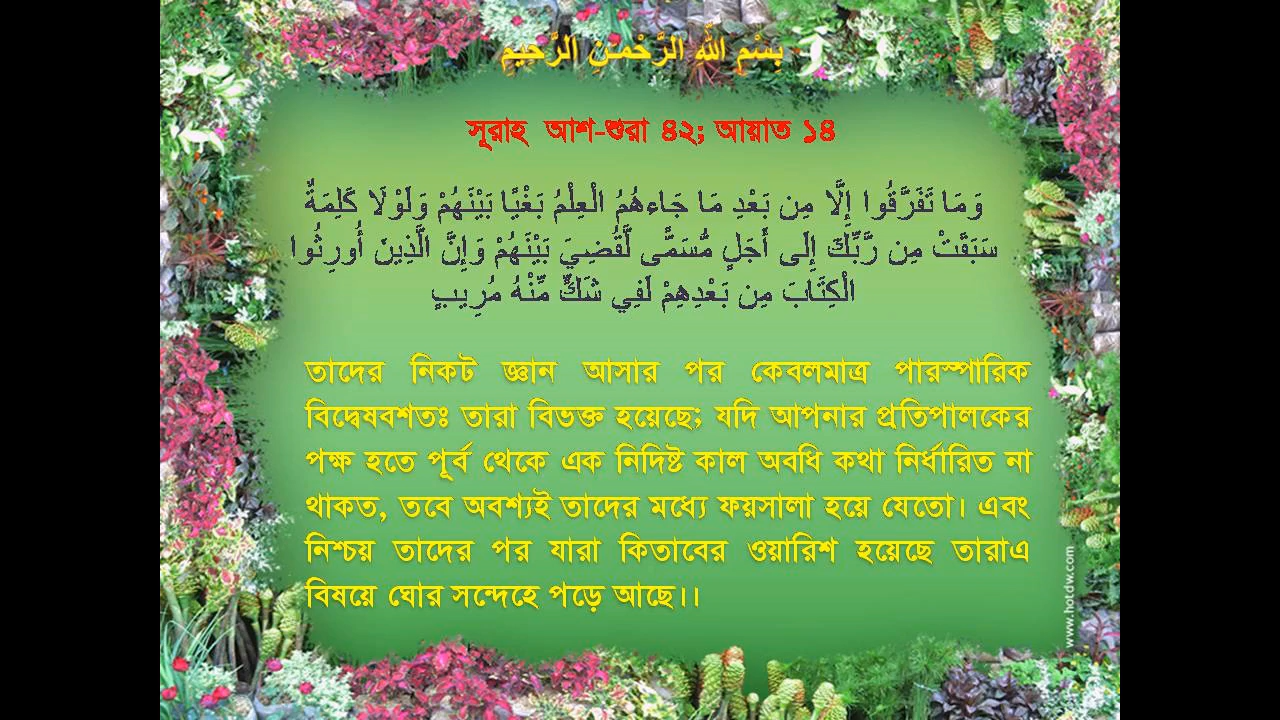 بِسْمِ اللَّهِ الرَّحْمَـٰنِ الرَّحِيمِ
সূরাহ আশ-শুরা ৪২; আয়াত ১৪
وَمَا تَفَرَّقُوا إِلَّا مِن بَعْدِ مَا جَاءهُمُ الْعِلْمُ بَغْيًا بَيْنَهُمْ وَلَوْلَا كَلِمَةٌ
سَبَقَتْ مِن رَّبِّكَ إِلَى أَجَلٍ مُّسَمًّى لَّقُضِيَ بَيْنَهُمْ وَإِنَّ الَّذِينَ أُورِثُوا
الْكِتَابَ مِن بَعْدِهِمْ لَفِي شَكٍّ مِّنْهُ مُرِيبٍ
তাদের নিকট জ্ঞান আসার পর কেবলমাত্র পারস্পারিক
বিদ্বেষবশতঃ তারা বিভক্ত হয়েছে; যদি আপনার প্রতিপালকের
পক্ষ হতে পূর্ব থেকে এক নিদিষ্ট কাল অবধি কথা নির্ধারিত না
থাকত, তবে অবশ্যই তাদের মধ্যে ফয়সালা হয়ে যেতো। এবং
নিশ্চয় তাদের পর যারা কিতাবের ওয়ারিশ হয়েছে তারাএ
বিষয়ে ঘোর সন্দেহে পড়ে আছে।।
www.hotdw.com